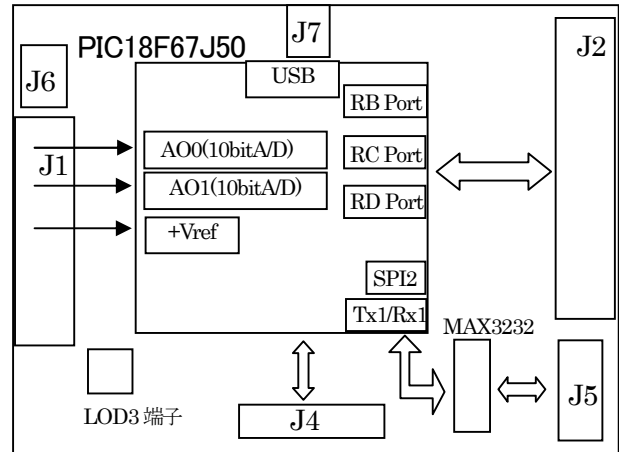 J7
PIC18F67J50
J2
J6
USB
RB Port
J1
AO0(10bitA/D)
RC Port
AO1(10bitA/D)
RD Port
+Vref
SPI2
Tx1/Rx1
MAX3232
J5
LOD3 端子
J4